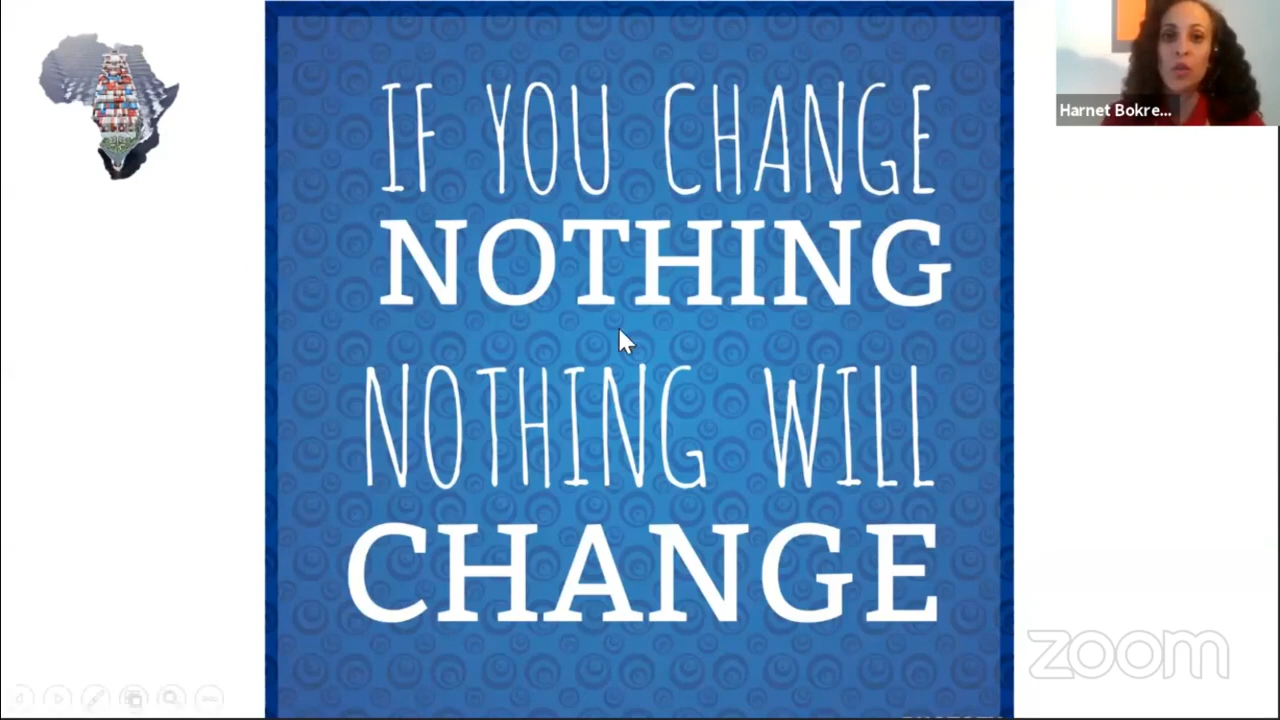 IF YOU CHANGE
NOTHING
NOTHING WILL
CHANGE
Harnet Bokre...
zoom